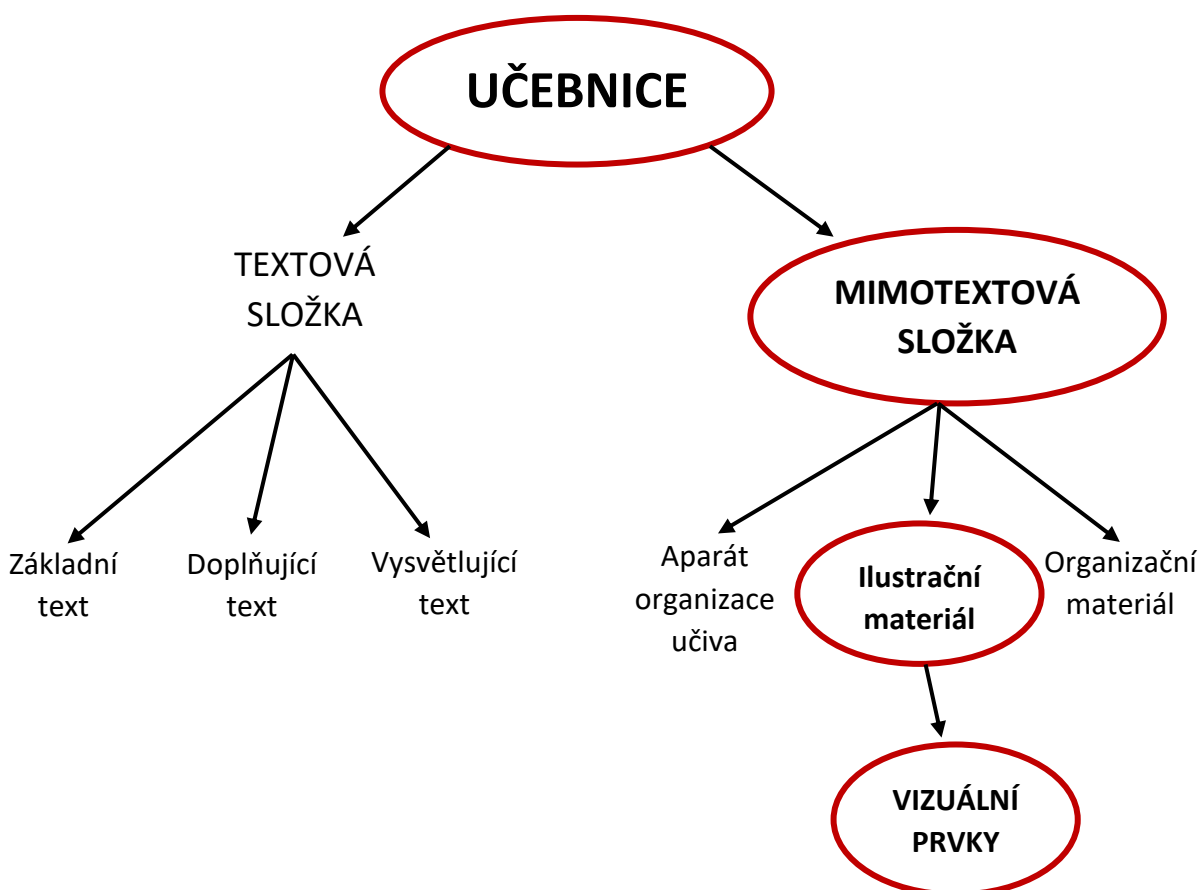 UČEBNICE
TEXTOVÁ
SLOŽKA
MIMOTEXTOVÁ
SLOŽKA
Základní
text
Doplňující
text
Vysvětlující
text
Aparát
organizace
učiva
Ilustrační
materiál
Organizační
materiál
VIZUÁLNÍ
PRVKY